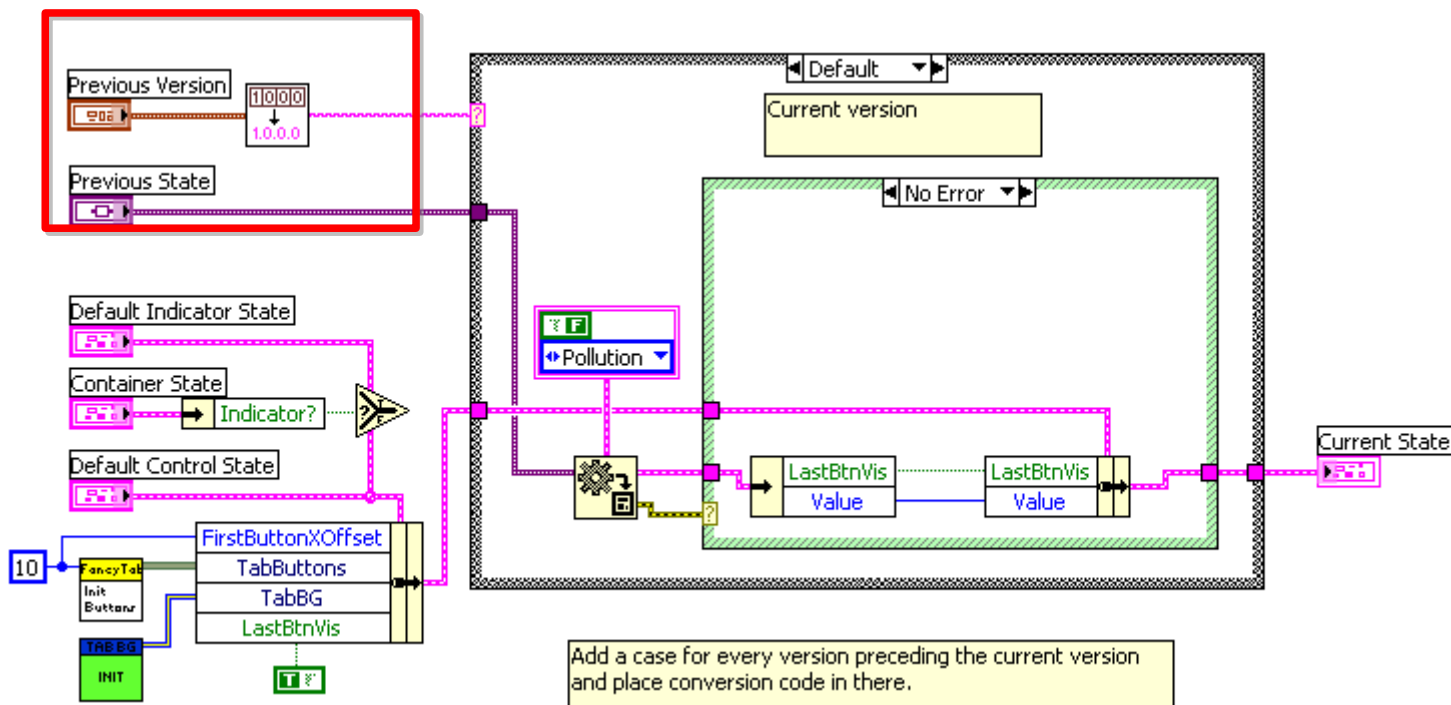 Previous Version
1000
1.0.0.0
Previous State
Default
Current version
No Error
Default Indicator State
Container State
Indicator?
Default Control State
Pollution
F
LastBtnVis
LastBtnVis
Value
Value
Current State
10
FancyTab
Init
Buttons
TAB BG
INIT
FirstButtonXOffset
TabButtons
TabBG
LastBtnVis
T
?
?
?
Add a case for every version preceding the current version
and place conversion code in there.